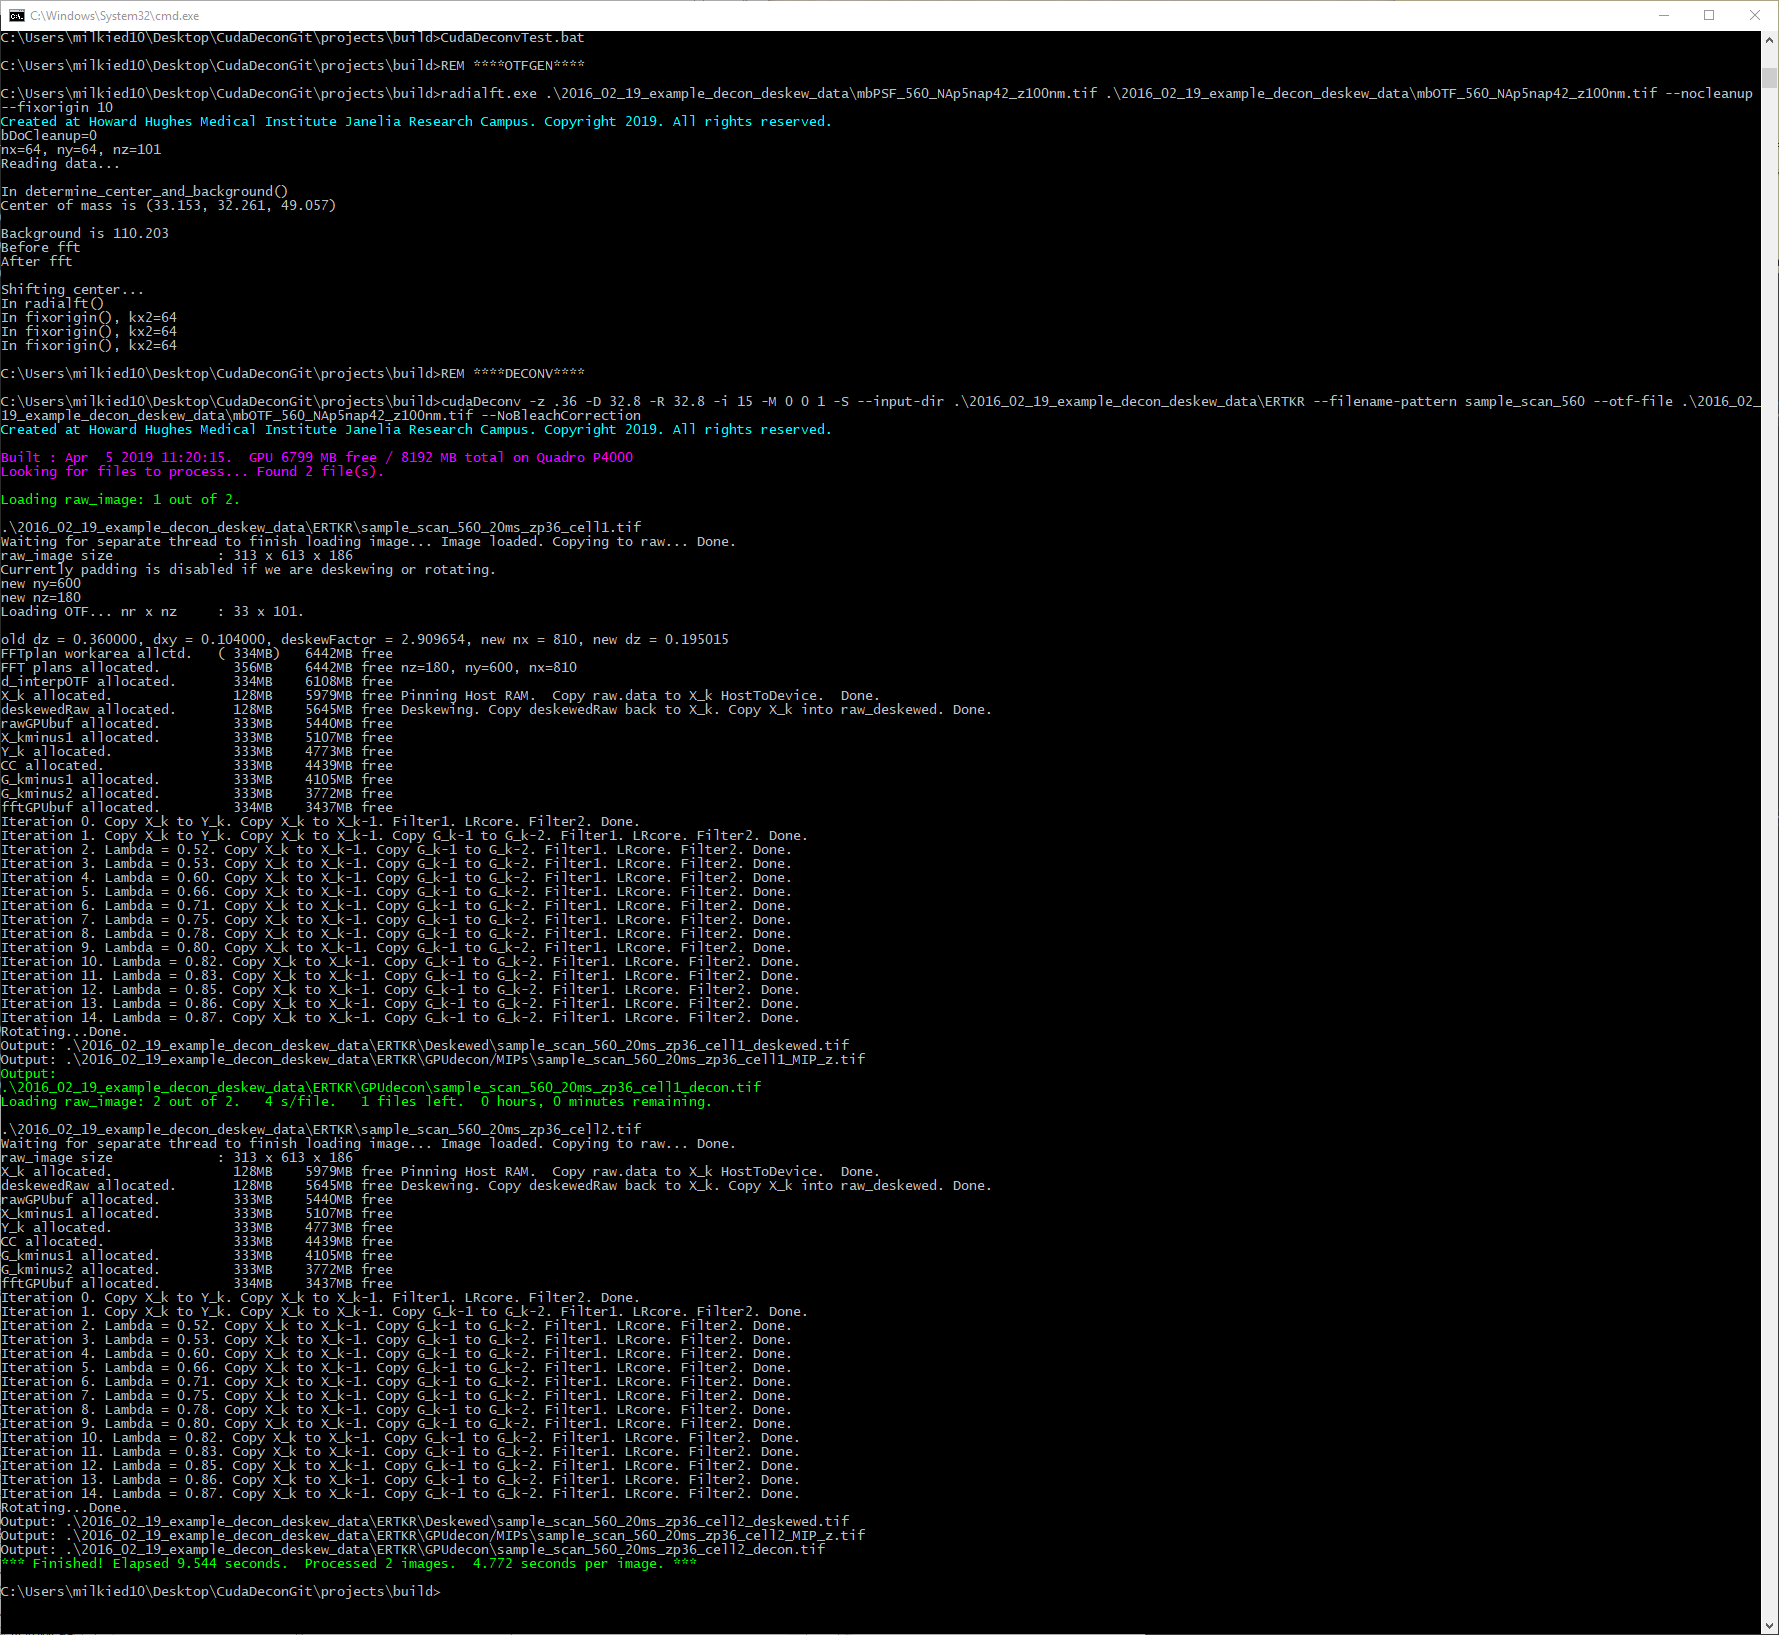 C:\Windows\System32\cmd.exe
C:\Users\milkied10\Desktop\CudaDeconGit\projects\build>CudaDeconvTest.bat
C:\Users\milkied10\Desktop\CudaDeconGit\projects\build>REM ****OTFGEN****
C:\Users\milkied10\Desktop\CudaDeconGit\projects\build>radialft.exe .\2016_02_19_example_decon_deskew_data\mbPSF_560_NAp5nap42_z100nm.tif .\2016_02_19_example_decon_deskew_data\mbOTF_560_NAp5nap42_z100nm.tif --nocleanup
--fixorigin 10
Created at Howard Hughes Medical Institute Janelia Research Campus. Copyright 2019. All rights reserved.
bDoCleanup=0
nx=64, ny=64, nz=101
Reading data...
In determine_center_and_background()
Center of mass is (33.153, 32.261, 49.057)
Background is 110.203
Before fft
After fft
Shifting center...
In radialft()
In fixorigin(), kx2=64
In fixorigin(), kx2=64
In fixorigin(), kx2=64
C:\Users\milkied10\Desktop\CudaDeconGit\projects\build>REM ****DECONV****
C:\Users\milkied10\Desktop\CudaDeconGit\projects\build>cudaDeconv -z .36 -D 32.8 -R 32.8 -i 15 -M 0 0 1 -S --input-dir .\2016_02_19_example_decon_deskew_data\ERTKR --filename-pattern sample_scan_560 --otf-file .\2016_02_
19_example_decon_deskew_data\mbOTF_560_NAp5nap42_z100nm.tif --NoBleachCorrection
Created at Howard Hughes Medical Institute Janelia Research Campus. Copyright 2019. All rights reserved.
Built : Apr  5 2019 11:20:15.  GPU 6799 MB free / 8192 MB total on Quadro P4000
Looking for files to process... Found 2 file(s).
Loading raw_image: 1 out of 2.
.\2016_02_19_example_decon_deskew_data\ERTKR\sample_scan_560_20ms_zp36_cell1.tif
Waiting for separate thread to finish loading image... Image loaded. Copying to raw... Done.
raw_image size             : 313 x 613 x 186
Currently padding is disabled if we are deskewing or rotating.
new ny=600
new nz=180
Loading OTF... nr x nz     : 33 x 101.
old dz = 0.360000, dxy = 0.104000, deskewFactor = 2.909654, new nx = 810, new dz = 0.195015
FFTplan workarea allctd.   ( 334MB)   6442MB free
FFT plans allocated.         356MB    6442MB free nz=180, ny=600, nx=810
d_interpOTF allocated.       334MB    6108MB free
X_k allocated.               128MB    5979MB free Pinning Host RAM.  Copy raw.data to X_k HostToDevice.  Done.
deskewedRaw allocated.       128MB    5645MB free Deskewing. Copy deskewedRaw back to X_k. Copy X_k into raw_deskewed. Done.
rawGPUbuf allocated.         333MB    5440MB free
X_kminus1 allocated.         333MB    5107MB free
Y_k allocated.               333MB    4773MB free
CC allocated.                333MB    4439MB free
G_kminus1 allocated.         333MB    4105MB free
G_kminus2 allocated.         333MB    3772MB free
fftGPUbuf allocated.         334MB    3437MB free
Iteration 0. Copy X_k to Y_k. Copy X_k to X_k-1. Filter1. LRcore. Filter2. Done.
Iteration 1. Copy X_k to Y_k. Copy X_k to X_k-1. Copy G_k-1 to G_k-2. Filter1. LRcore. Filter2. Done.
Iteration 2. Lambda = 0.52. Copy X_k to X_k-1. Copy G_k-1 to G_k-2. Filter1. LRcore. Filter2. Done.
Iteration 3. Lambda = 0.53. Copy X_k to X_k-1. Copy G_k-1 to G_k-2. Filter1. LRcore. Filter2. Done.
Iteration 4. Lambda = 0.60. Copy X_k to X_k-1. Copy G_k-1 to G_k-2. Filter1. LRcore. Filter2. Done.
Iteration 5. Lambda = 0.66. Copy X_k to X_k-1. Copy G_k-1 to G_k-2. Filter1. LRcore. Filter2. Done.
Iteration 6. Lambda = 0.71. Copy X_k to X_k-1. Copy G_k-1 to G_k-2. Filter1. LRcore. Filter2. Done.
Iteration 7. Lambda = 0.75. Copy X_k to X_k-1. Copy G_k-1 to G_k-2. Filter1. LRcore. Filter2. Done.
Iteration 8. Lambda = 0.78. Copy X_k to X_k-1. Copy G_k-1 to G_k-2. Filter1. LRcore. Filter2. Done.
Iteration 9. Lambda = 0.80. Copy X_k to X_k-1. Copy G_k-1 to G_k-2. Filter1. LRcore. Filter2. Done.
Iteration 10. Lambda = 0.82. Copy X_k to X_k-1. Copy G_k-1 to G_k-2. Filter1. LRcore. Filter2. Done.
Iteration 11. Lambda = 0.83. Copy X_k to X_k-1. Copy G_k-1 to G_k-2. Filter1. LRcore. Filter2. Done.
Iteration 12. Lambda = 0.85. Copy X_k to X_k-1. Copy G_k-1 to G_k-2. Filter1. LRcore. Filter2. Done.
Iteration 13. Lambda = 0.86. Copy X_k to X_k-1. Copy G_k-1 to G_k-2. Filter1. LRcore. Filter2. Done.
Iteration 14. Lambda = 0.87. Copy X_k to X_k-1. Copy G_k-1 to G_k-2. Filter1. LRcore. Filter2. Done.
Rotating...Done.
Output: .\2016_02_19_example_decon_deskew_data\ERTKR\Deskewed\sample_scan_560_20ms_zp36_cell1_deskewed.tif
Output: .\2016_02_19_example_decon_deskew_data\ERTKR\GPUdecon/MIPs\sample_scan_560_20ms_zp36_cell1_MIP_z.tif
Output:
.\2016_02_19_example_decon_deskew_data\ERTKR\GPUdecon\sample_scan_560_20ms_zp36_cell1_decon.tif
Loading raw_image: 2 out of 2.   4 s/file.   1 files left.  0 hours, 0 minutes remaining.
.\2016_02_19_example_decon_deskew_data\ERTKR\sample_scan_560_20ms_zp36_cell2.tif
Waiting for separate thread to finish loading image... Image loaded. Copying to raw... Done.
raw_image size             : 313 x 613 x 186
X_k allocated.               128MB    5979MB free Pinning Host RAM.  Copy raw.data to X_k HostToDevice.  Done.
deskewedRaw allocated.       128MB    5645MB free Deskewing. Copy deskewedRaw back to X_k. Copy X_k into raw_deskewed. Done.
rawGPUbuf allocated.         333MB    5440MB free
X_kminus1 allocated.         333MB    5107MB free
Y_k allocated.               333MB    4773MB free
CC allocated.                333MB    4439MB free
G_kminus1 allocated.         333MB    4105MB free
G_kminus2 allocated.         333MB    3772MB free
fftGPUbuf allocated.         334MB    3437MB free
Iteration 0. Copy X_k to Y_k. Copy X_k to X_k-1. Filter1. LRcore. Filter2. Done.
Iteration 1. Copy X_k to Y_k. Copy X_k to X_k-1. Copy G_k-1 to G_k-2. Filter1. LRcore. Filter2. Done.
Iteration 2. Lambda = 0.52. Copy X_k to X_k-1. Copy G_k-1 to G_k-2. Filter1. LRcore. Filter2. Done.
Iteration 3. Lambda = 0.53. Copy X_k to X_k-1. Copy G_k-1 to G_k-2. Filter1. LRcore. Filter2. Done.
Iteration 4. Lambda = 0.60. Copy X_k to X_k-1. Copy G_k-1 to G_k-2. Filter1. LRcore. Filter2. Done.
Iteration 5. Lambda = 0.66. Copy X_k to X_k-1. Copy G_k-1 to G_k-2. Filter1. LRcore. Filter2. Done.
Iteration 6. Lambda = 0.71. Copy X_k to X_k-1. Copy G_k-1 to G_k-2. Filter1. LRcore. Filter2. Done.
Iteration 7. Lambda = 0.75. Copy X_k to X_k-1. Copy G_k-1 to G_k-2. Filter1. LRcore. Filter2. Done.
Iteration 8. Lambda = 0.78. Copy X_k to X_k-1. Copy G_k-1 to G_k-2. Filter1. LRcore. Filter2. Done.
Iteration 9. Lambda = 0.80. Copy X_k to X_k-1. Copy G_k-1 to G_k-2. Filter1. LRcore. Filter2. Done.
Iteration 10. Lambda = 0.82. Copy X_k to X_k-1. Copy G_k-1 to G_k-2. Filter1. LRcore. Filter2. Done.
Iteration 11. Lambda = 0.83. Copy X_k to X_k-1. Copy G_k-1 to G_k-2. Filter1. LRcore. Filter2. Done.
Iteration 12. Lambda = 0.85. Copy X_k to X_k-1. Copy G_k-1 to G_k-2. Filter1. LRcore. Filter2. Done.
Iteration 13. Lambda = 0.86. Copy X_k to X_k-1. Copy G_k-1 to G_k-2. Filter1. LRcore. Filter2. Done.
Iteration 14. Lambda = 0.87. Copy X_k to X_k-1. Copy G_k-1 to G_k-2. Filter1. LRcore. Filter2. Done.
Rotating...Done.
Output: .\2016_02_19_example_decon_deskew_data\ERTKR\Deskewed\sample_scan_560_20ms_zp36_cell2_deskewed.tif
Output: .\2016_02_19_example_decon_deskew_data\ERTKR\GPUdecon/MIPs\sample_scan_560_20ms_zp36_cell2_MIP_z.tif
Output: .\2016_02_19_example_decon_deskew_data\ERTKR\GPUdecon\sample_scan_560_20ms_zp36_cell2_decon.tif
*** Finished! Elapsed 9.544 seconds.  Processed 2 images.  4.772 seconds per image. ***
C:\Users\milkied10\Desktop\CudaDeconGit\projects\build>